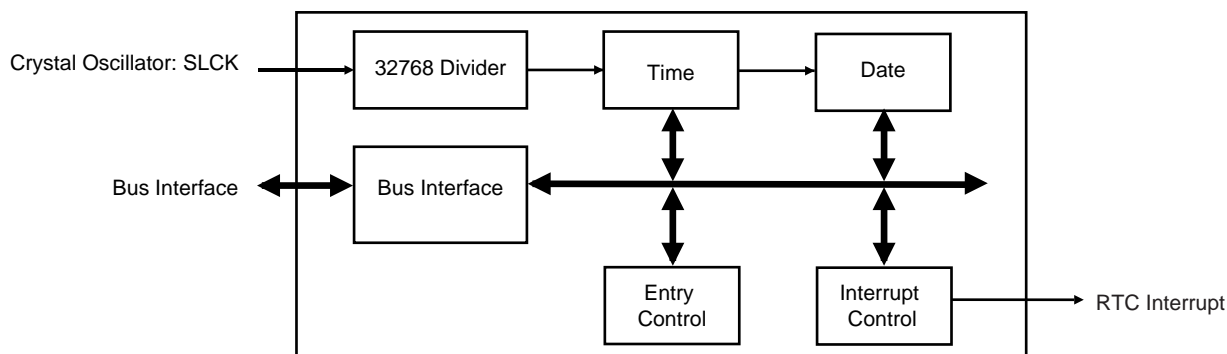 Crystal Oscillator: SLCK
32768 Divider
Time
Date
Bus Interface
Bus Interface
Entry
Control
Interrupt
Control
RTC Interrupt